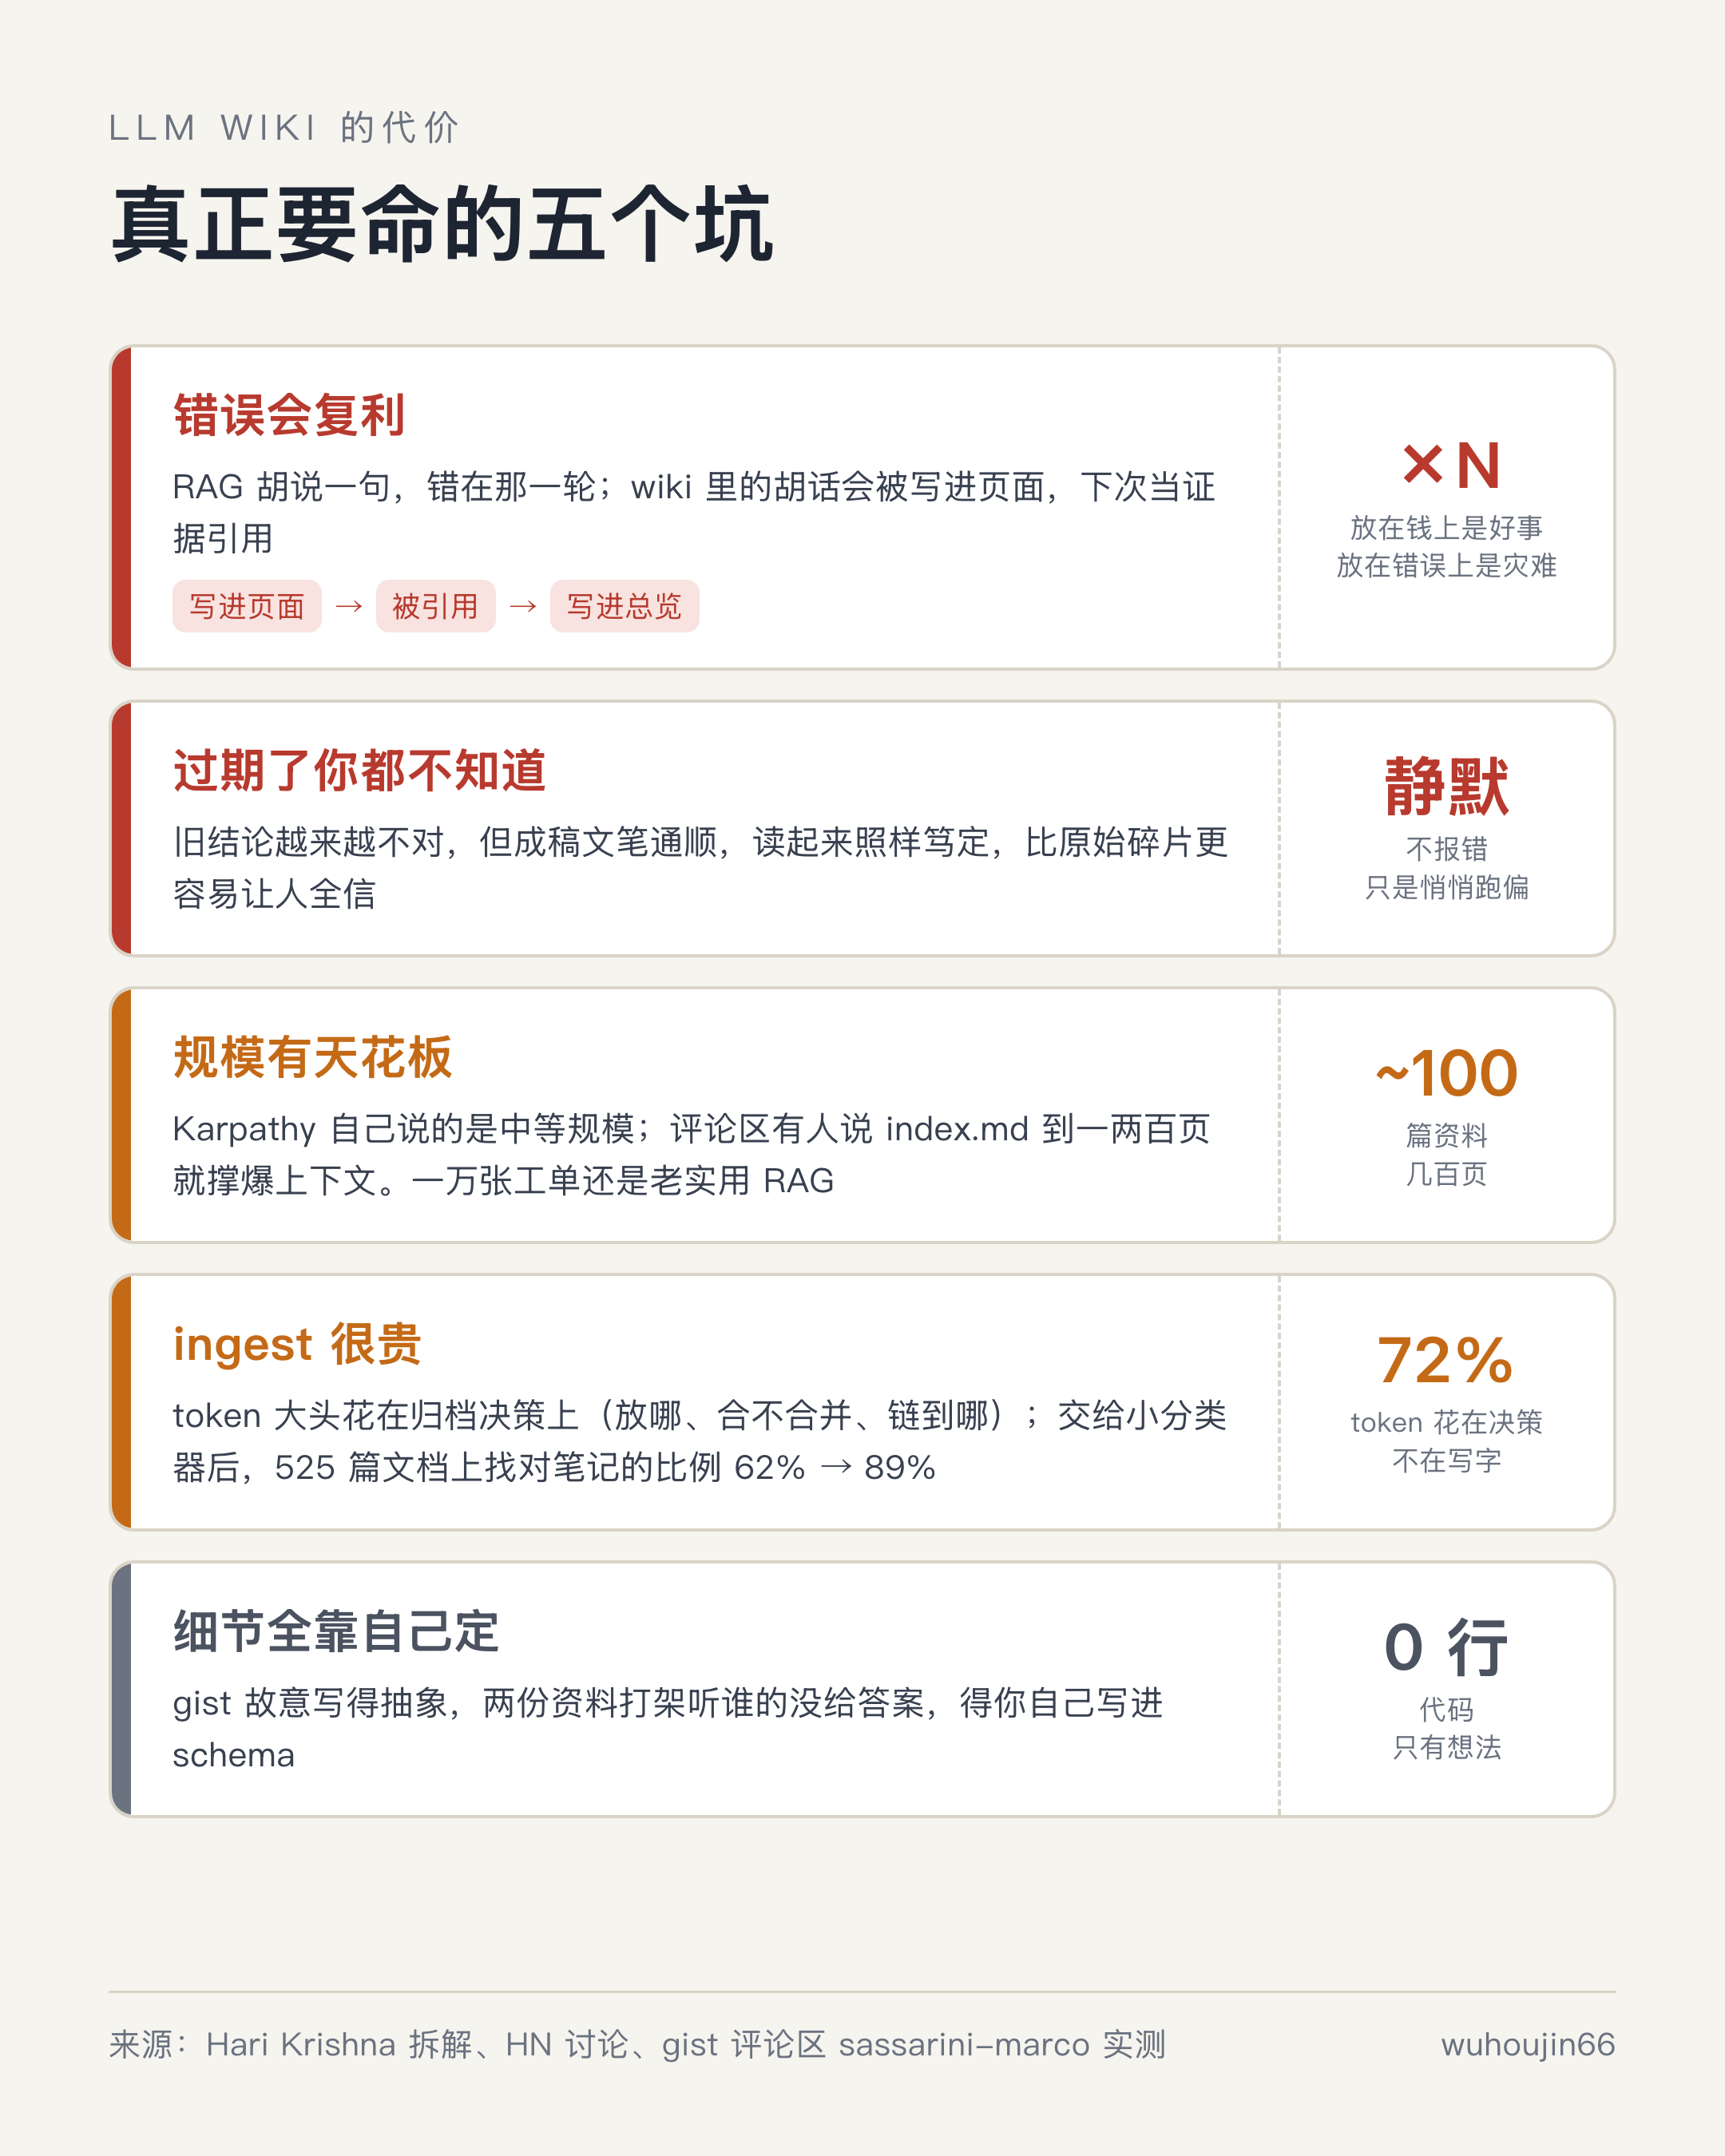 LLM WIKI 的代价
真正要命的五个坑
错误会复利
RAG 胡说一句，错在那一轮；wiki 里的胡话会被写进页面，下次当证
据引用
写进页面 → 被引用 → 写进总览
×N
放在钱上是好事
放在错误上是灾难
过期了你都不知道
旧结论越来越不对，但成稿文笔通顺，读起来照样笃定，比原始碎片更
容易让人全信
静默
不报错
只是悄悄跑偏
规模有天花板
Karpathy 自己说的是中等规模；评论区有人说 index.md 到一两百页
就撑爆上下文。一万张工单还是老实用 RAG
~100
篇资料
几百页
ingest 很贵
token 大头花在归档决策上（放哪、合不合并、链到哪）；交给小分类
器后，525 篇文档上找对笔记的比例 62% → 89%
72%
token 花在决策
不在写字
细节全靠自己定
gist 故意写得抽象，两份资料打架听谁的没给答案，得你自己写进
schema
0 行
代码
只有想法
来源：Hari Krishna 拆解、HN 讨论、gist 评论区 sassarini-marco 实测
wuhoujin66